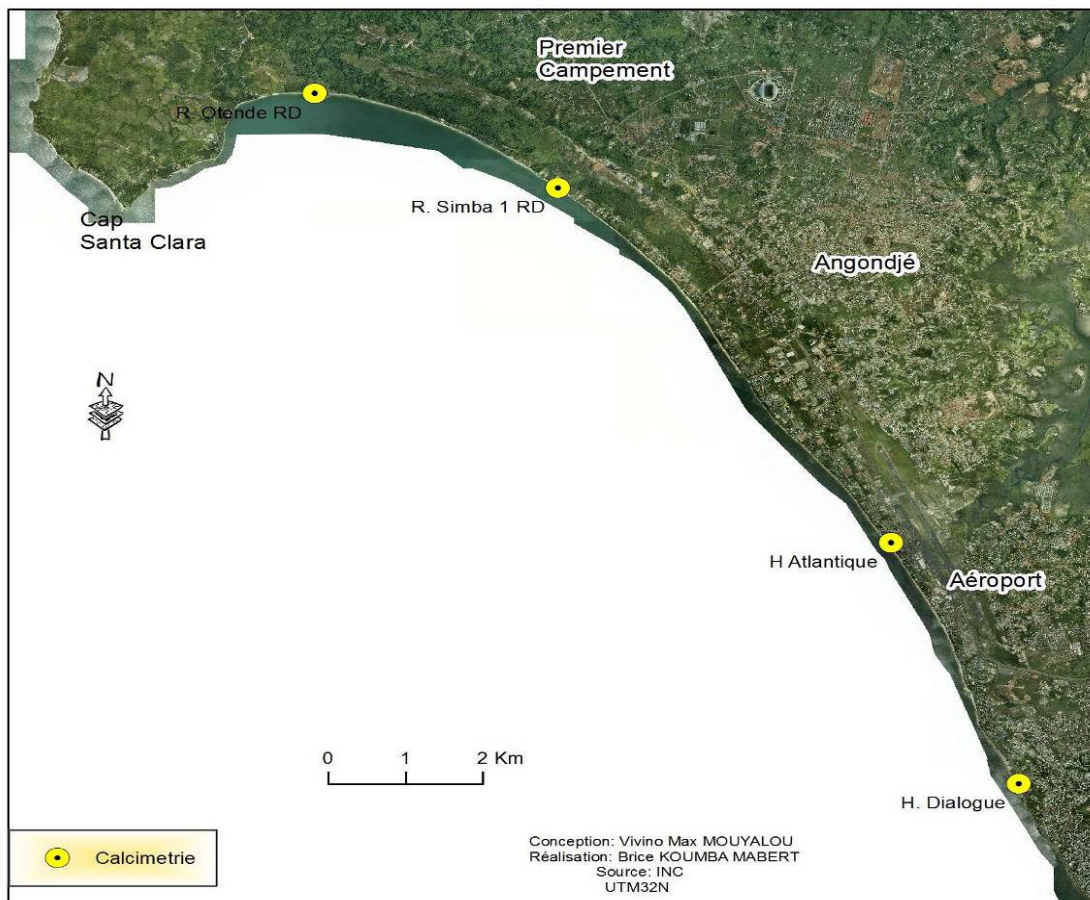 Premier
Campement
R. Otende RD
R. Simba 1 RD
Cap
Santa Clara
Angondjé
N
H Atlantique
Aéroport
0 1 2 Km
H. Dialogue
Calcimetrie
Conception: Vivino Max MOUYALOU
Réalisation: Brice KOUMBA MABERT
Source: INC
UTM32N